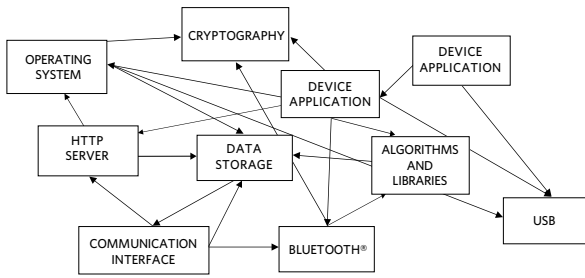 CRYPTOGRAPHY
OPERATING
SYSTEM
DEVICE
APPLICATION
DEVICE
APPLICATION
HTTP
SERVER
DATA
STORAGE
ALGORITHMS
AND
LIBRARIES
USB
COMMUNICATION
INTERFACE
BLUETOOTH®